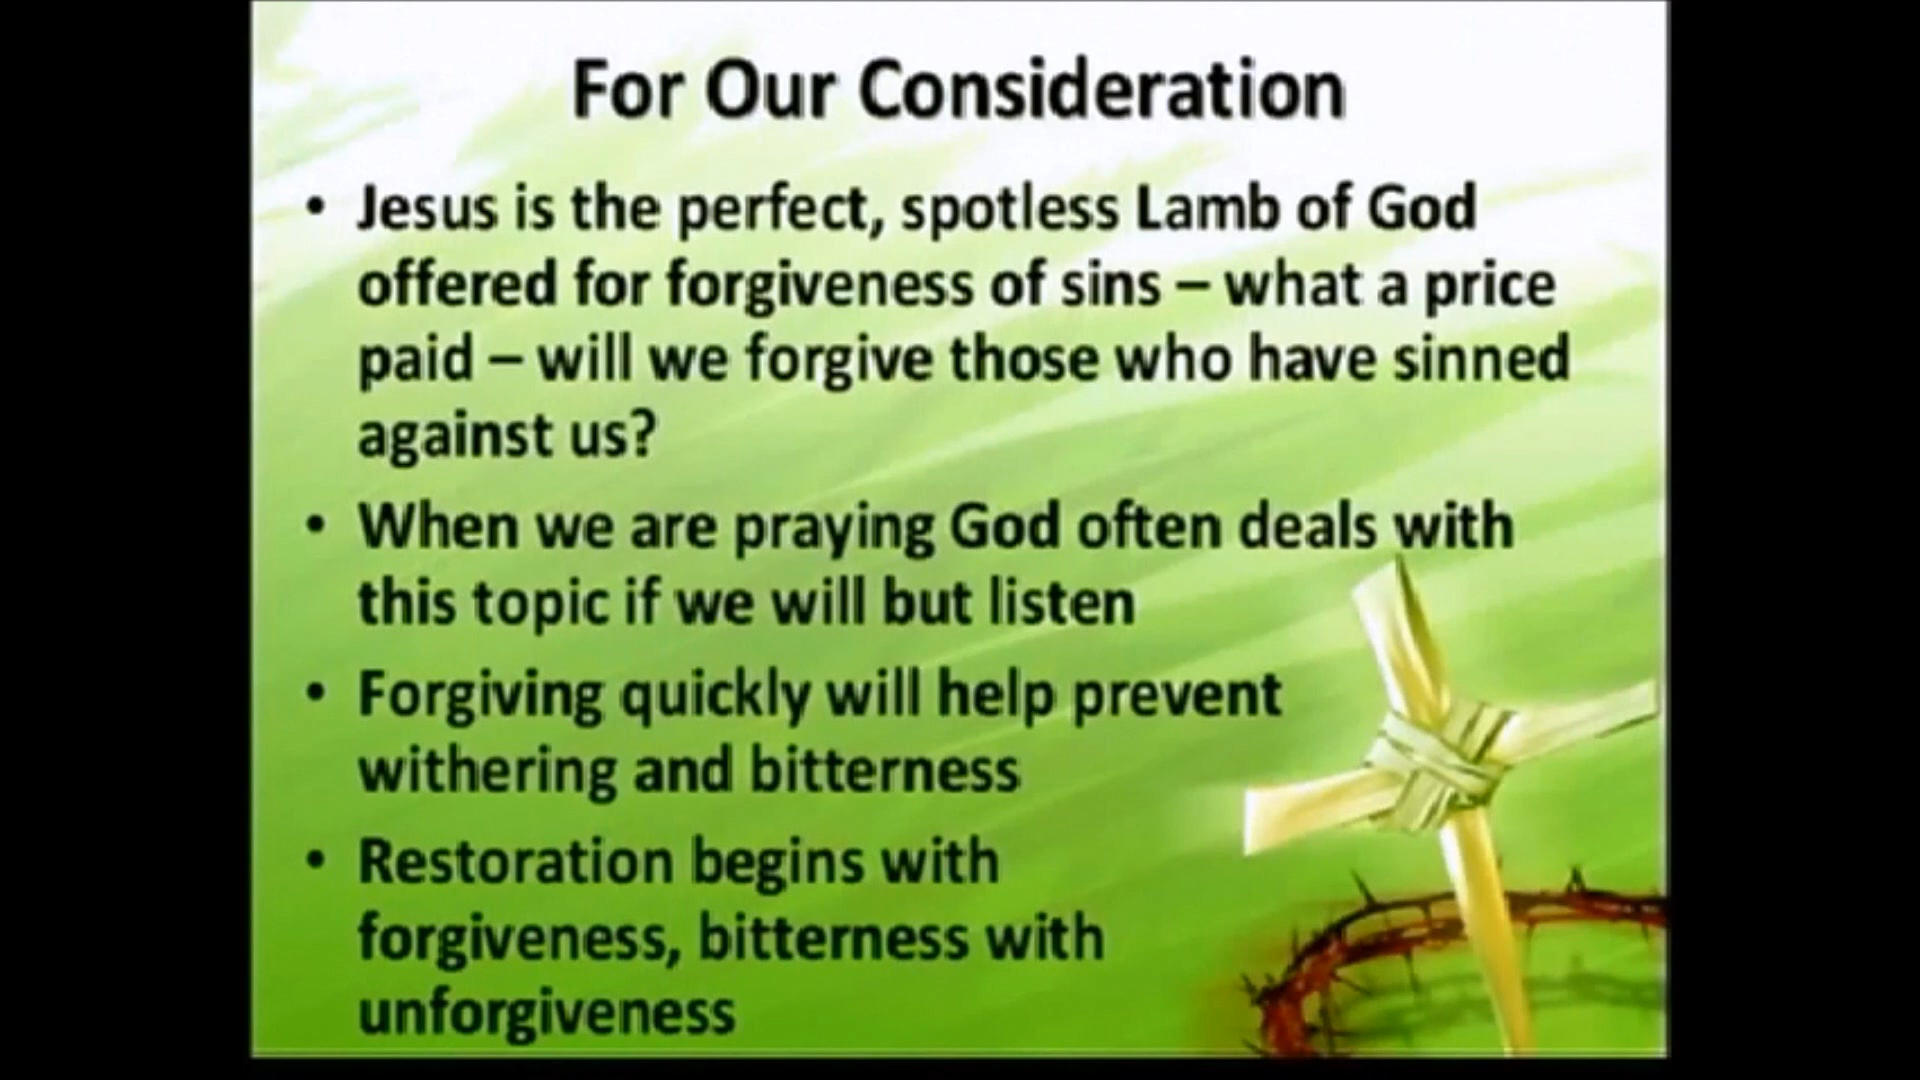 For Our Consideration
• Jesus is the perfect, spotless Lamb of God
offered for forgiveness of sins – what a price
paid – will we forgive those who have sinned
against us?
• When we are praying God often deals with
this topic if we will but listen
• Forgiving quickly will help prevent
withering and bitterness
• Restoration begins with
forgiveness, bitterness with
unforgiveness